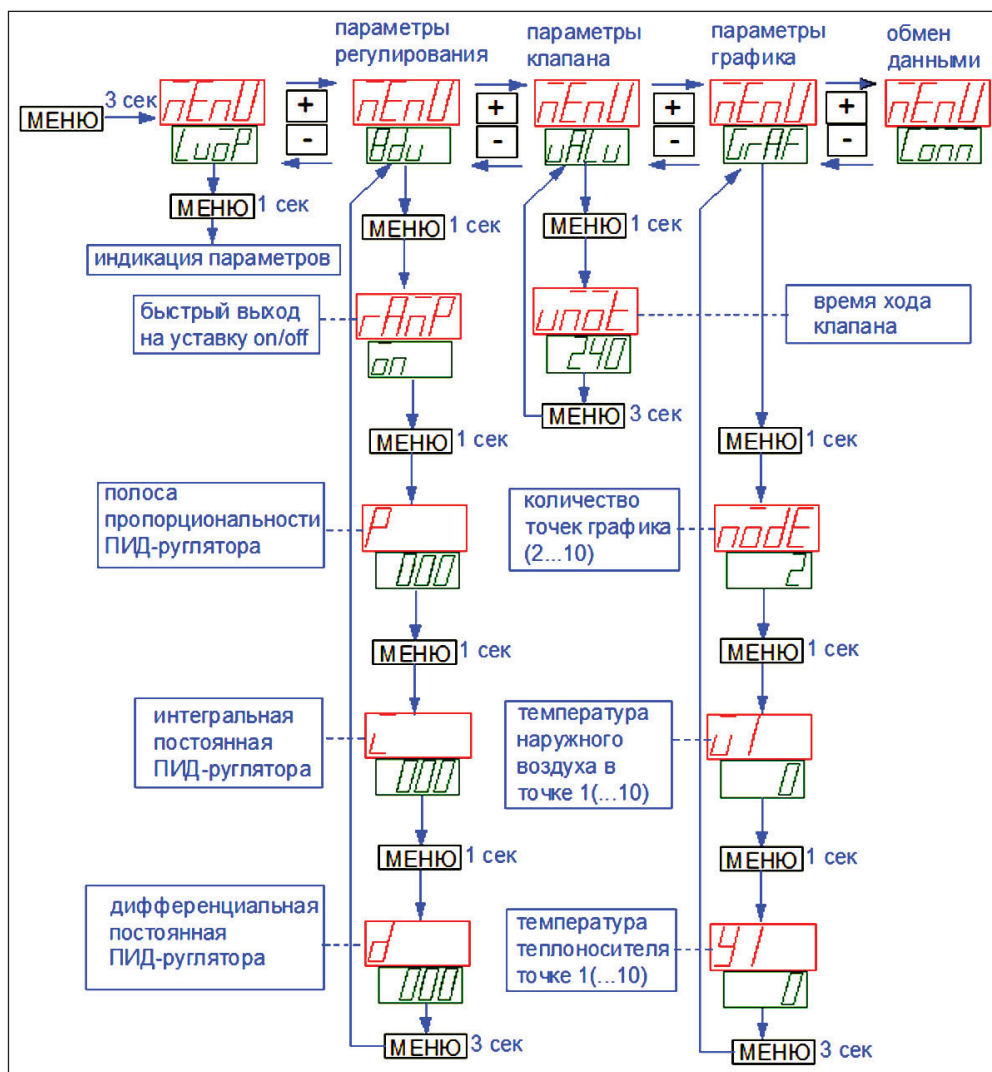 параметры
регулирования
параметры
клапана
параметры
графика
обмен
данными
МЕНЮ
3 сек
nEnU
+
-
nEnU
+
-
nEnU
+
-
nEnU
+
-
nEnU
Adv
vALv
GrAF
Conn
МЕНЮ 1 сек
индикация параметров
МЕНЮ 1 сек
МЕНЮ 1 сек
быстрый выход
на уставку on/off
rAnP
on
vnot
240
время хода
клапана
МЕНЮ 3 сек
МЕНЮ 1 сек
МЕНЮ 1 сек
полоса
пропорциональности
ПИД-руглятора
P
000
количество
точек графика
(2...10)
nodE
2
МЕНЮ 1 сек
МЕНЮ 1 сек
интегральная
постоянная
ПИД-руглятора
i
000
температура
наружного
воздуха в
точке 1(...10)
0
МЕНЮ 1 сек
МЕНЮ 1 сек
дифференциальная
постоянная
ПИД-руглятора
d
000
температура
теплоносителя
точке 1(...10)
y1
0
МЕНЮ 3 сек
МЕНЮ 3 сек